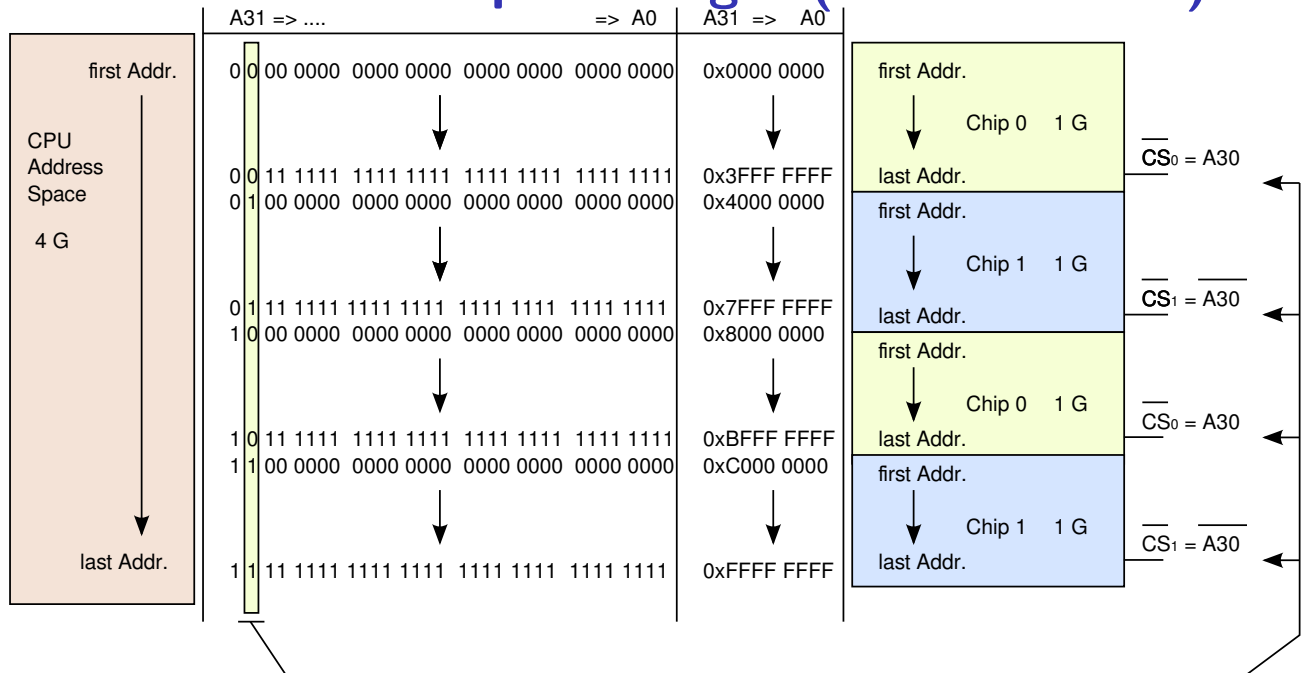 A31 => .... => A0 A31 => A0
first Addr. 0 0 00 0000 0000 0000 0000 0000 0000 0000 0x0000 0000 first Addr.
Chip 0 1 G
CPU
Address
Space
4 G
CS0 = A30
0 0 11 1111 1111 1111 1111 1111 1111 1111 0x3FFF FFFF last Addr.
0 1 00 0000 0000 0000 0000 0000 0000 0000 0x4000 0000 first Addr.
Chip 1 1 G
CS1 = A30
0 1 11 1111 1111 1111 1111 1111 1111 1111 0x7FFF FFFF last Addr.
1 0 00 0000 0000 0000 0000 0000 0000 0000 0x8000 0000 first Addr.
Chip 0 1 G
CS0 = A30
1 0 11 1111 1111 1111 1111 1111 1111 1111 0xBFFF FFFF last Addr.
1 1 00 0000 0000 0000 0000 0000 0000 0000 0xC000 0000 first Addr.
Chip 1 1 G
CS1 = A30
last Addr. 1 1 11 1111 1111 1111 1111 1111 1111 1111 0xFFFF FFFF last Addr.